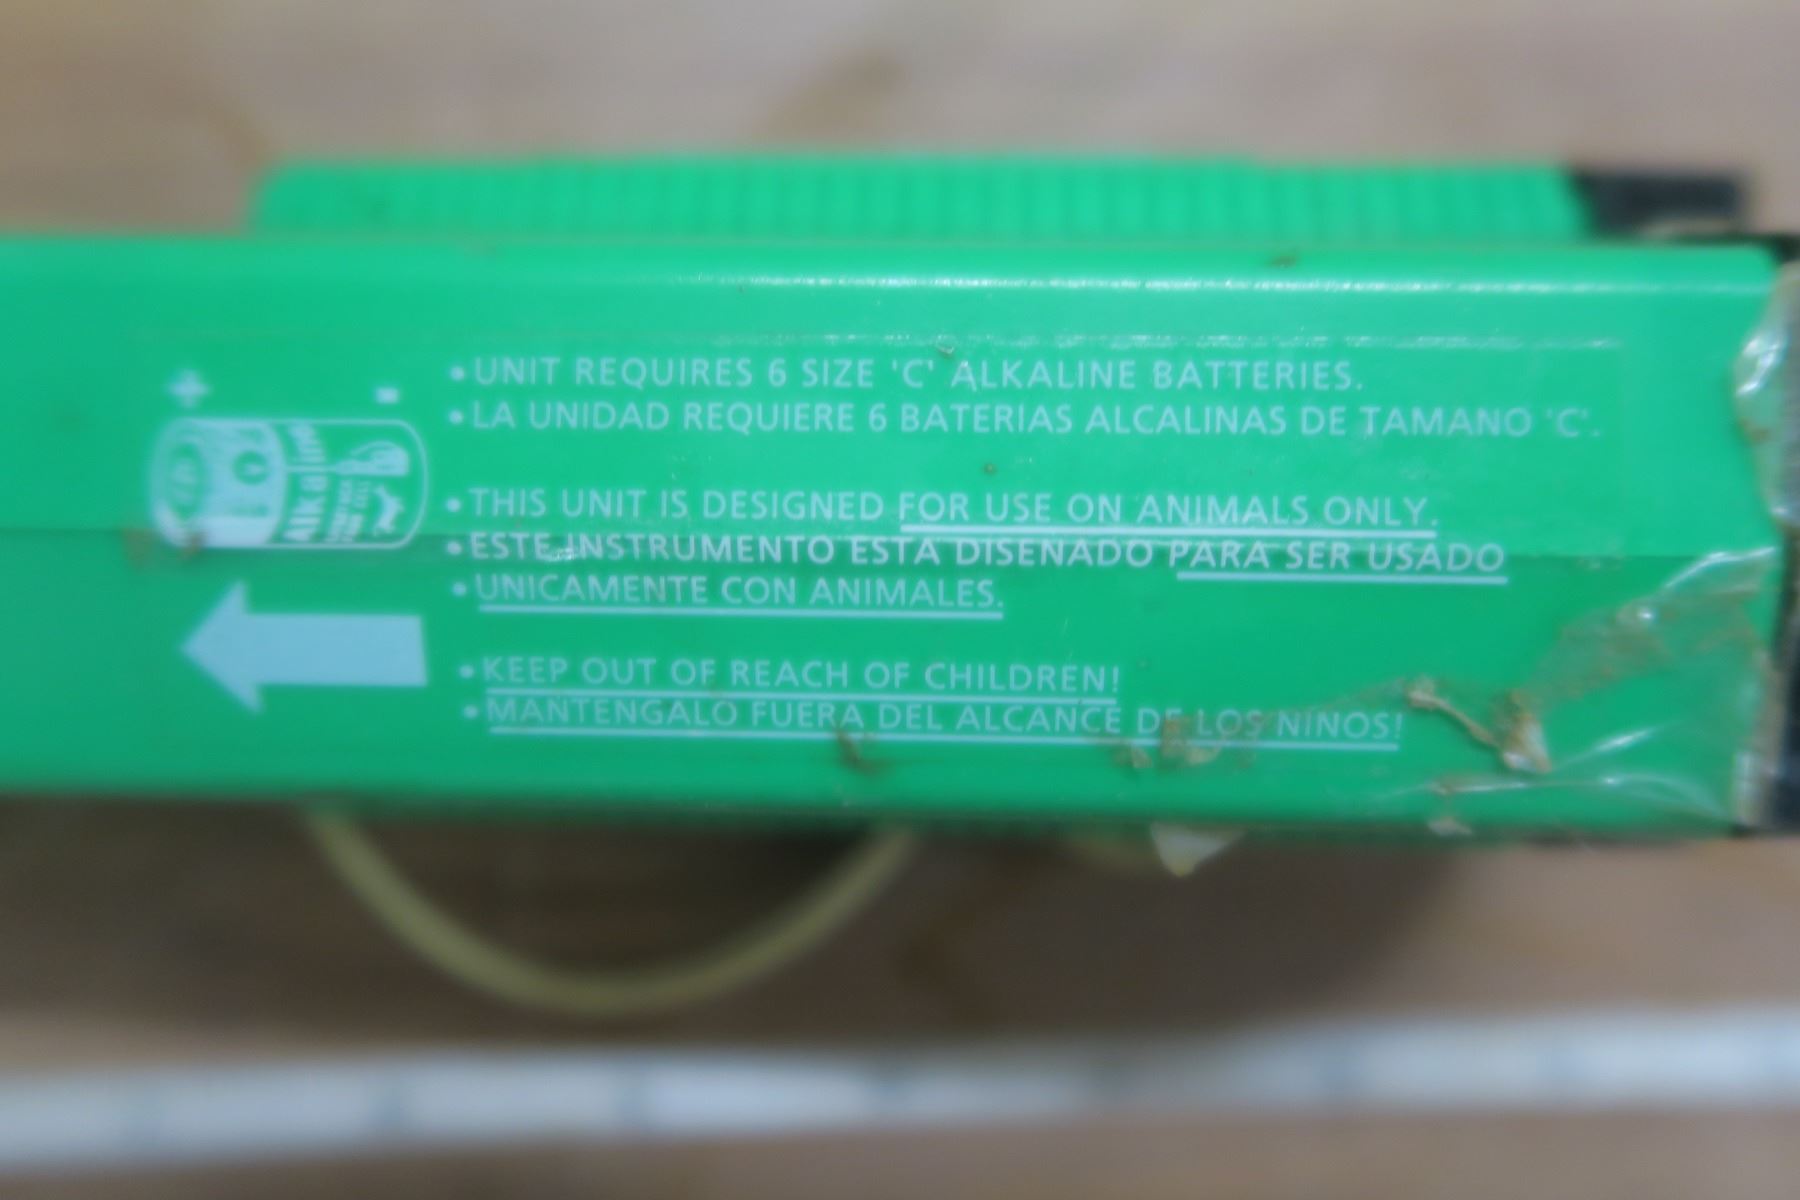 + -
Alkaline
• UNIT REQUIRES 6 SIZE 'C' ALKALINE BATTERIES.
• LA UNIDAD REQUIERE 6 BATERIAS ALCALINAS DE TAMANO 'C'.
• THIS UNIT IS DESIGNED FOR USE ON ANIMALS ONLY.
• ESTE INSTRUMENTO ESTA DISENADO PARA SER USADO
• UNICAMENTE CON ANIMALES.
• KEEP OUT OF REACH OF CHILDREN!
• MANTENGALO FUERA DEL ALCANCE DE LOS NINOS!